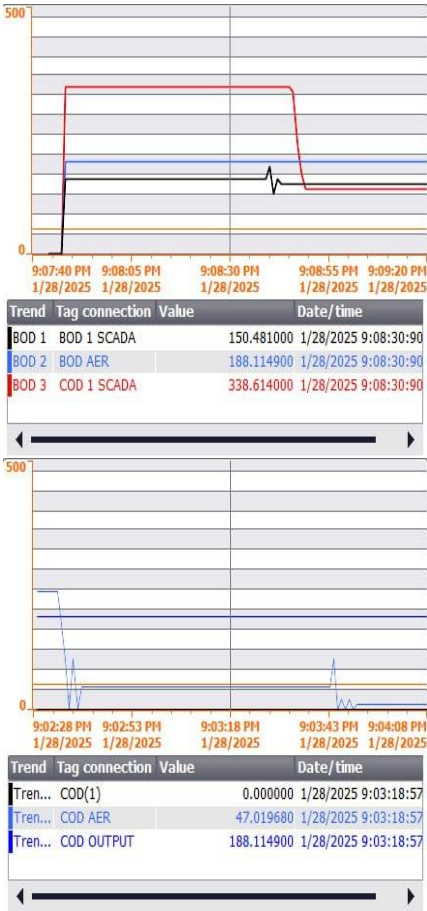 500
0
9:07:40 PM 9:08:05 PM 9:08:30 PM 9:08:55 PM 9:09:20 PM
1/28/2025 1/28/2025 1/28/2025 1/28/2025 1/28/2025
Trend Tag connection Value Date/time
BOD 1 BOD 1 SCADA 150.481000 1/28/2025 9:08:30:90
BOD 2 BOD AER 188.114900 1/28/2025 9:08:30:90
BOD 3 COD 1 SCADA 338.614000 1/28/2025 9:08:30:90
500
0
9:02:28 PM 9:02:53 PM 9:03:18 PM 9:03:43 PM 9:04:08 PM
1/28/2025 1/28/2025 1/28/2025 1/28/2025 1/28/2025
Trend Tag connection Value Date/time
Tren... COD(1) 0.000000 1/28/2025 9:03:18:57
Tren... COD AER 47.019680 1/28/2025 9:03:18:57
Tren... COD OUTPUT 188.114900 1/28/2025 9:03:18:57